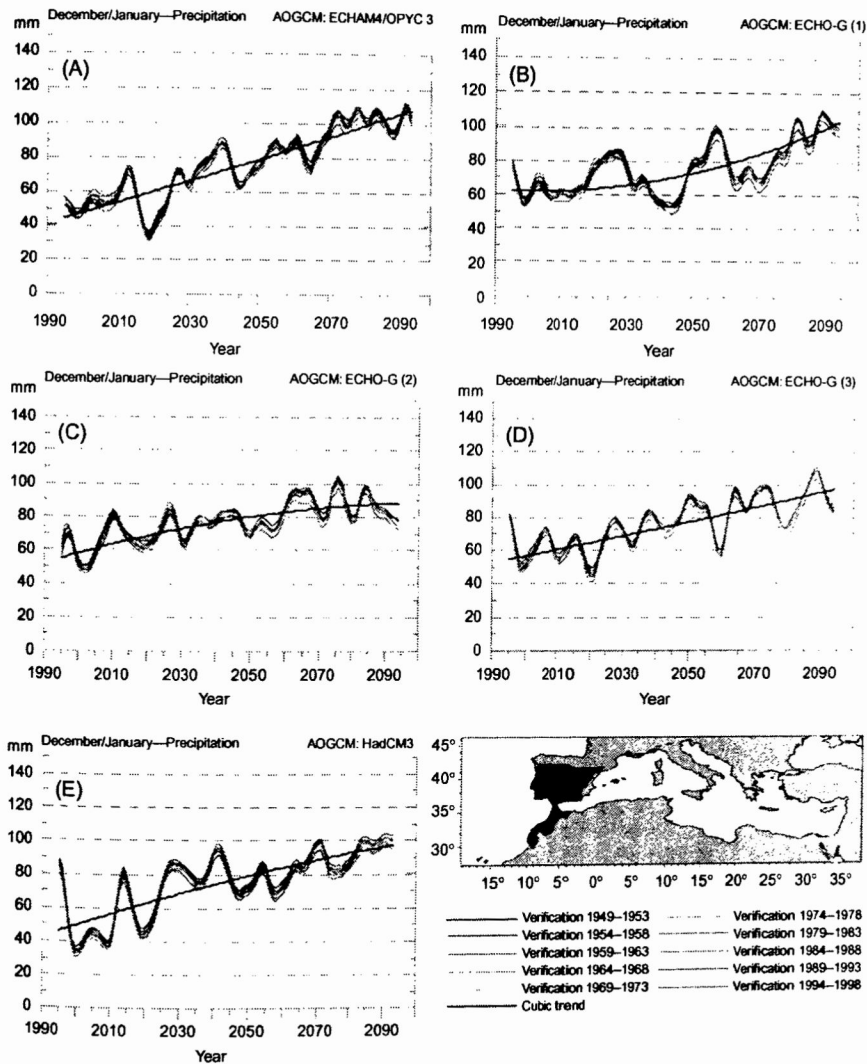 mm December/January—Precipitation AOGCM: ECHAM4/OPYC 3
(A)
140
120
100
80
60
40
20
0
1990 2010 2030 2050 2070 2090
Year
mm December/January—Precipitation AOGCM: ECHO-G (1)
(B)
140
120
100
80
60
40
20
0
1990 2010 2030 2050 2070 2090
Year
mm December/January—Precipitation AOGCM: ECHO-G (2)
(C)
140
120
100
80
60
40
20
0
1990 2010 2030 2050 2070 2090
Year
mm December/January—Precipitation AOGCM: ECHO-G (3)
(D)
140
120
100
80
60
40
20
0
1990 2010 2030 2050 2070 2090
Year
mm December/January—Precipitation AOGCM: HadCM3
(E)
140
120
100
80
60
40
20
0
1990 2010 2030 2050 2070 2090
Year
45°
40°
35°
30°
15° 10° 5° 0° 5° 10° 15° 20° 25° 30° 35°
Verification 1949–1953 Verification 1974–1978
Verification 1954–1958 Verification 1979–1983
Verification 1959–1963 Verification 1984–1988
Verification 1964–1968 Verification 1989–1993
Verification 1969–1973 Verification 1994–1998
Cubic trend